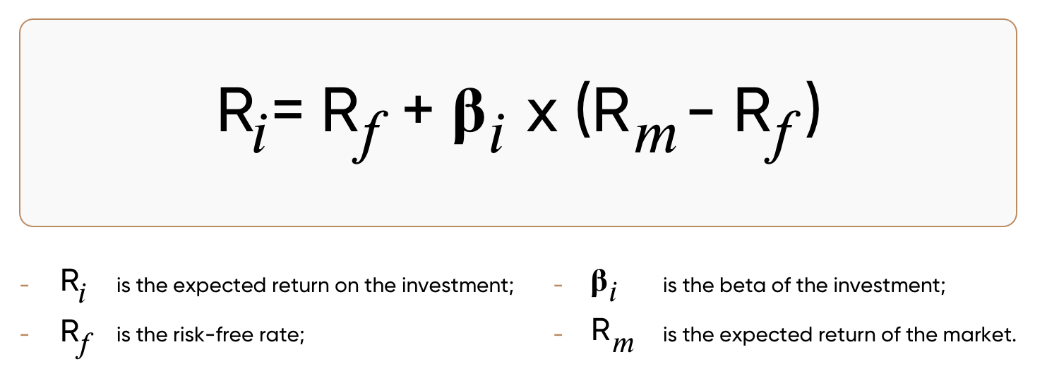 Ri= Rf + βi x (Rm – Rf)
- Ri is the expected return on the investment;
- βi is the beta of the investment;
- Rf is the risk-free rate;
- Rm is the expected return of the market.